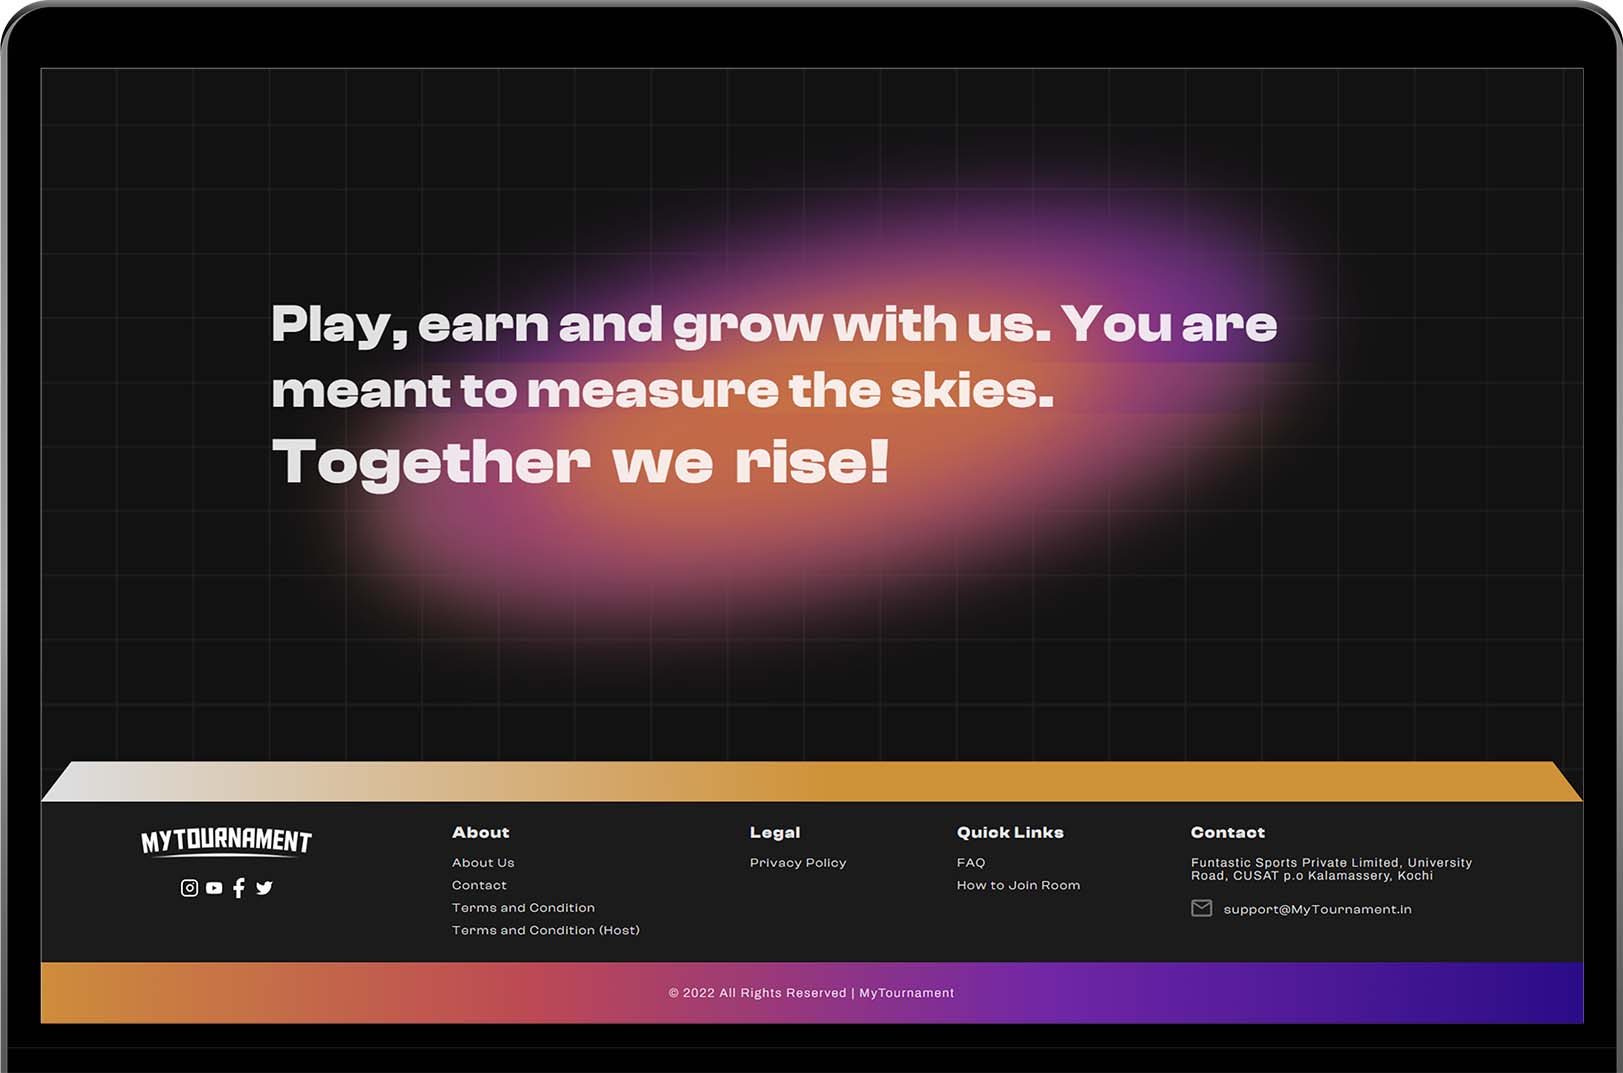 Play, earn and grow with us. You are
meant to measure the skies.
Together we rise!
MYTOURNAMENT
About
About Us
Contact
Terms and Condition
Terms and Condition (Host)
Legal
Privacy Policy
Quick Links
FAQ
How to Join Room
Contact
Funtastic Sports Private Limited, University
Road, CUSAT p.o Kalamassery, Kochi
support@MyTournament.in
© 2022 All Rights Reserved | MyTournament